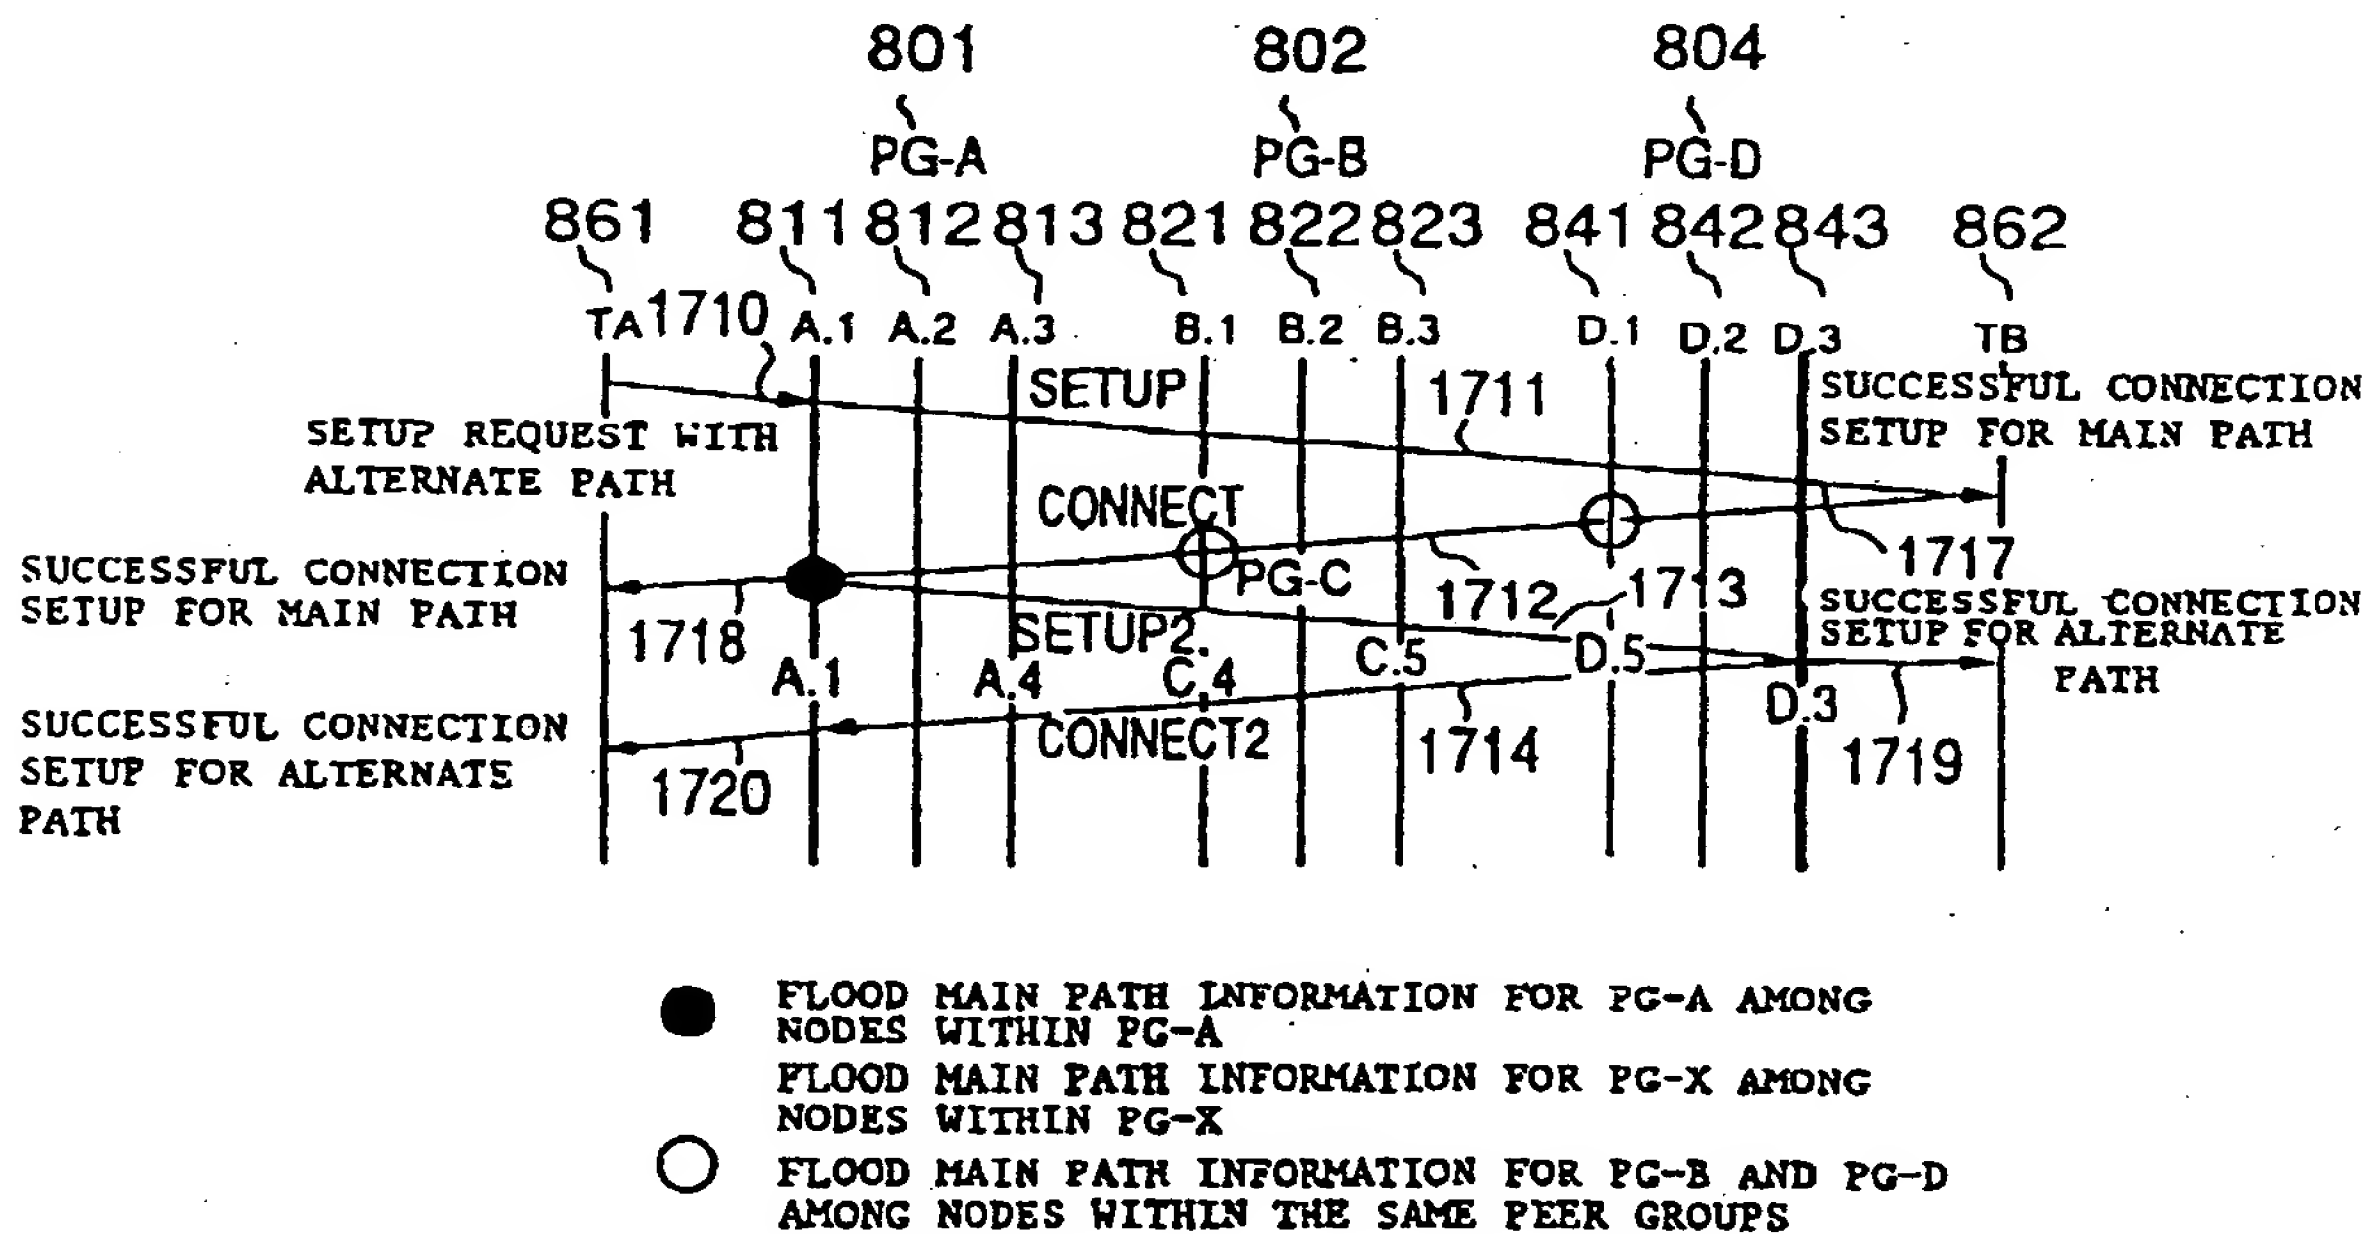 801 802 804
PG-A PG-B PG-D
861 811 812 813 821 822 823 841 842 843 862
TA 1710 A.1 A.2 A.3 B.1 B.2 B.3 D.1 D.2 D.3 TB
SETUP 1711 SUCCESSFUL CONNECTION
SETUP REQUEST WITH SETUP FOR MAIN PATH
ALTERNATE PATH
CONNECT
1717
SUCCESSFUL CONNECTION PG-C 1712 1713 SUCCESSFUL CONNECTION
SETUP FOR MAIN PATH 1718 SETUP2. SETUP FOR ALTERNATE
PATH
A.1 A.4 C.4 C.5 D.5 D.3
SUCCESSFUL CONNECTION CONNECT2 1714 1719
SETUP FOR ALTERNATE 1720
PATH
FLOOD MAIN PATH INFORMATION FOR PG-A AMONG
NODES WITHIN PG-A
FLOOD MAIN PATH INFORMATION FOR PG-X AMONG
NODES WITHIN PG-X
FLOOD MAIN PATH INFORMATION FOR PG-B AND PG-D
AMONG NODES WITHIN THE SAME PEER GROUPS